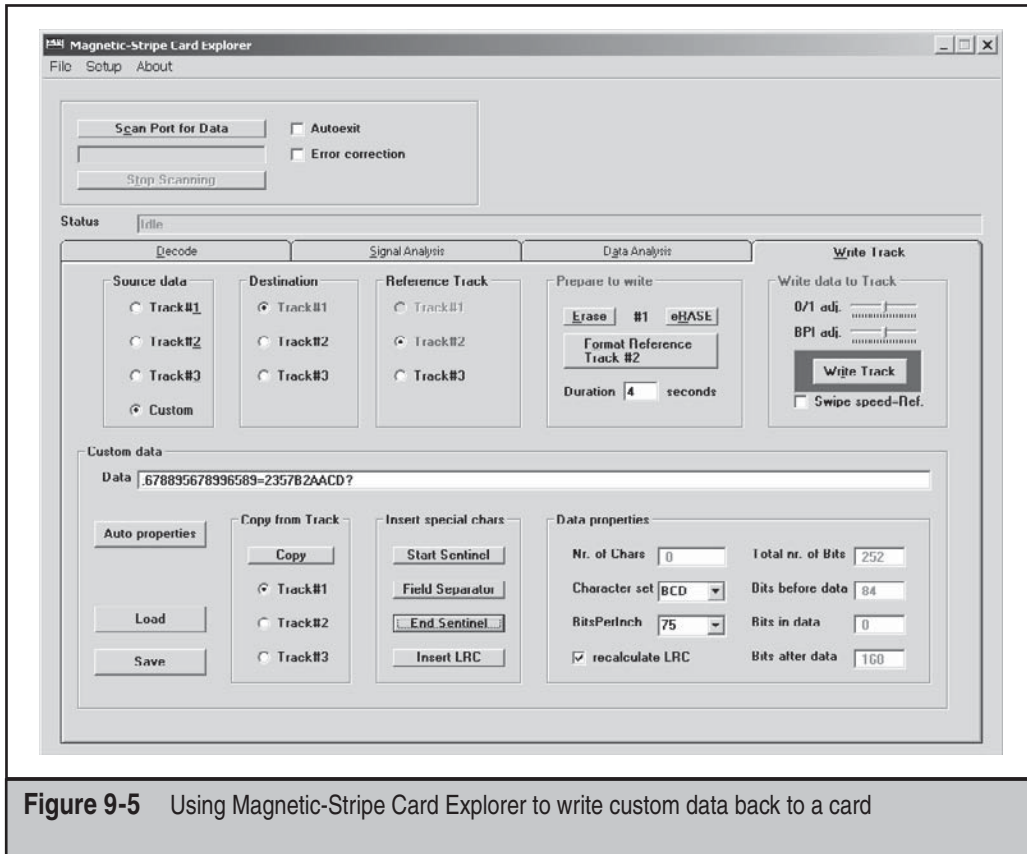 Magnetic-Stripe Card Explorer
File Setup About
Scan Port for Data
Autoexit
Error correction
Stop Scanning
Status Idle
Decode Signal Analysis Data Analysis Write Track
Source data
Track#1
Track#2
Track#3
Custom
Destination
Track#1
Track#2
Track#3
Reference Track
Track#1
Track#2
Track#3
Prepare to write
Erase #1 eRASE
Format Reference
Track #2
Duration 4 seconds
Write data to Track
0/1 adj.
BPI adj.
Write Track
Swipe speed-Ref.
Custom data
Data .678895678996589=2357B2AACD?
Auto properties
Load
Save
Copy from Track
Copy
Track#1
Track#2
Track#3
Insert special chars
Start Sentinel
Field Separator
End Sentinel
Insert LRC
Data properties
Nr. of Chars 0 Total nr. of Bits 252
Character set BCD Bits before data 84
BitsPerInch 75 Bits in data 0
recalculate LRC Bits after data 168
Figure 9-5 Using Magnetic-Stripe Card Explorer to write custom data back to a card